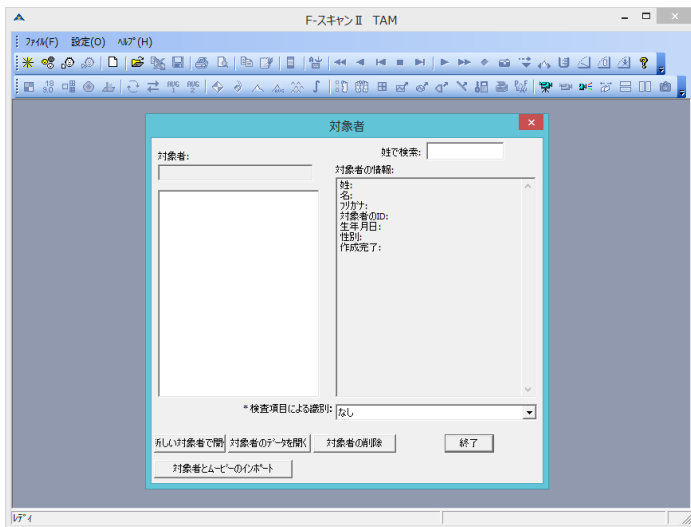 F-スキャンⅡ TAM
ﾌｧｲﾙ(F) 設定(O) ﾍﾙﾌﾟ(H)
対象者
対象者:
姓で検索:
対象者の情報:
姓:
名:
ﾌﾘｶﾞﾅ:
対象者のID:
生年月日:
性別:
作成完了:
*検査項目による識別:
なし
新しい対象者で開
対象者のﾃﾞｰﾀを開く
対象者の削除
終了
対象者とﾑｰﾋﾞｰのｲﾝﾎﾟｰﾄ
ﾚﾃﾞｨ